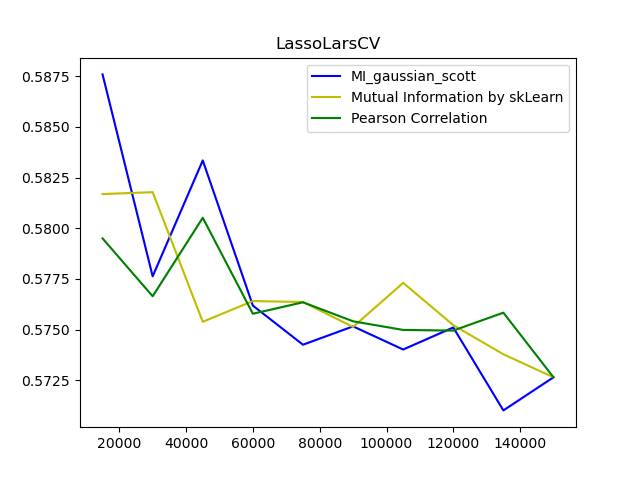 LassoLarsCV
MI_gaussian_scott
Mutual Information by skLearn
Pearson Correlation
0.5875
0.5850
0.5825
0.5800
0.5775
0.5750
0.5725
20000 40000 60000 80000 100000 120000 140000